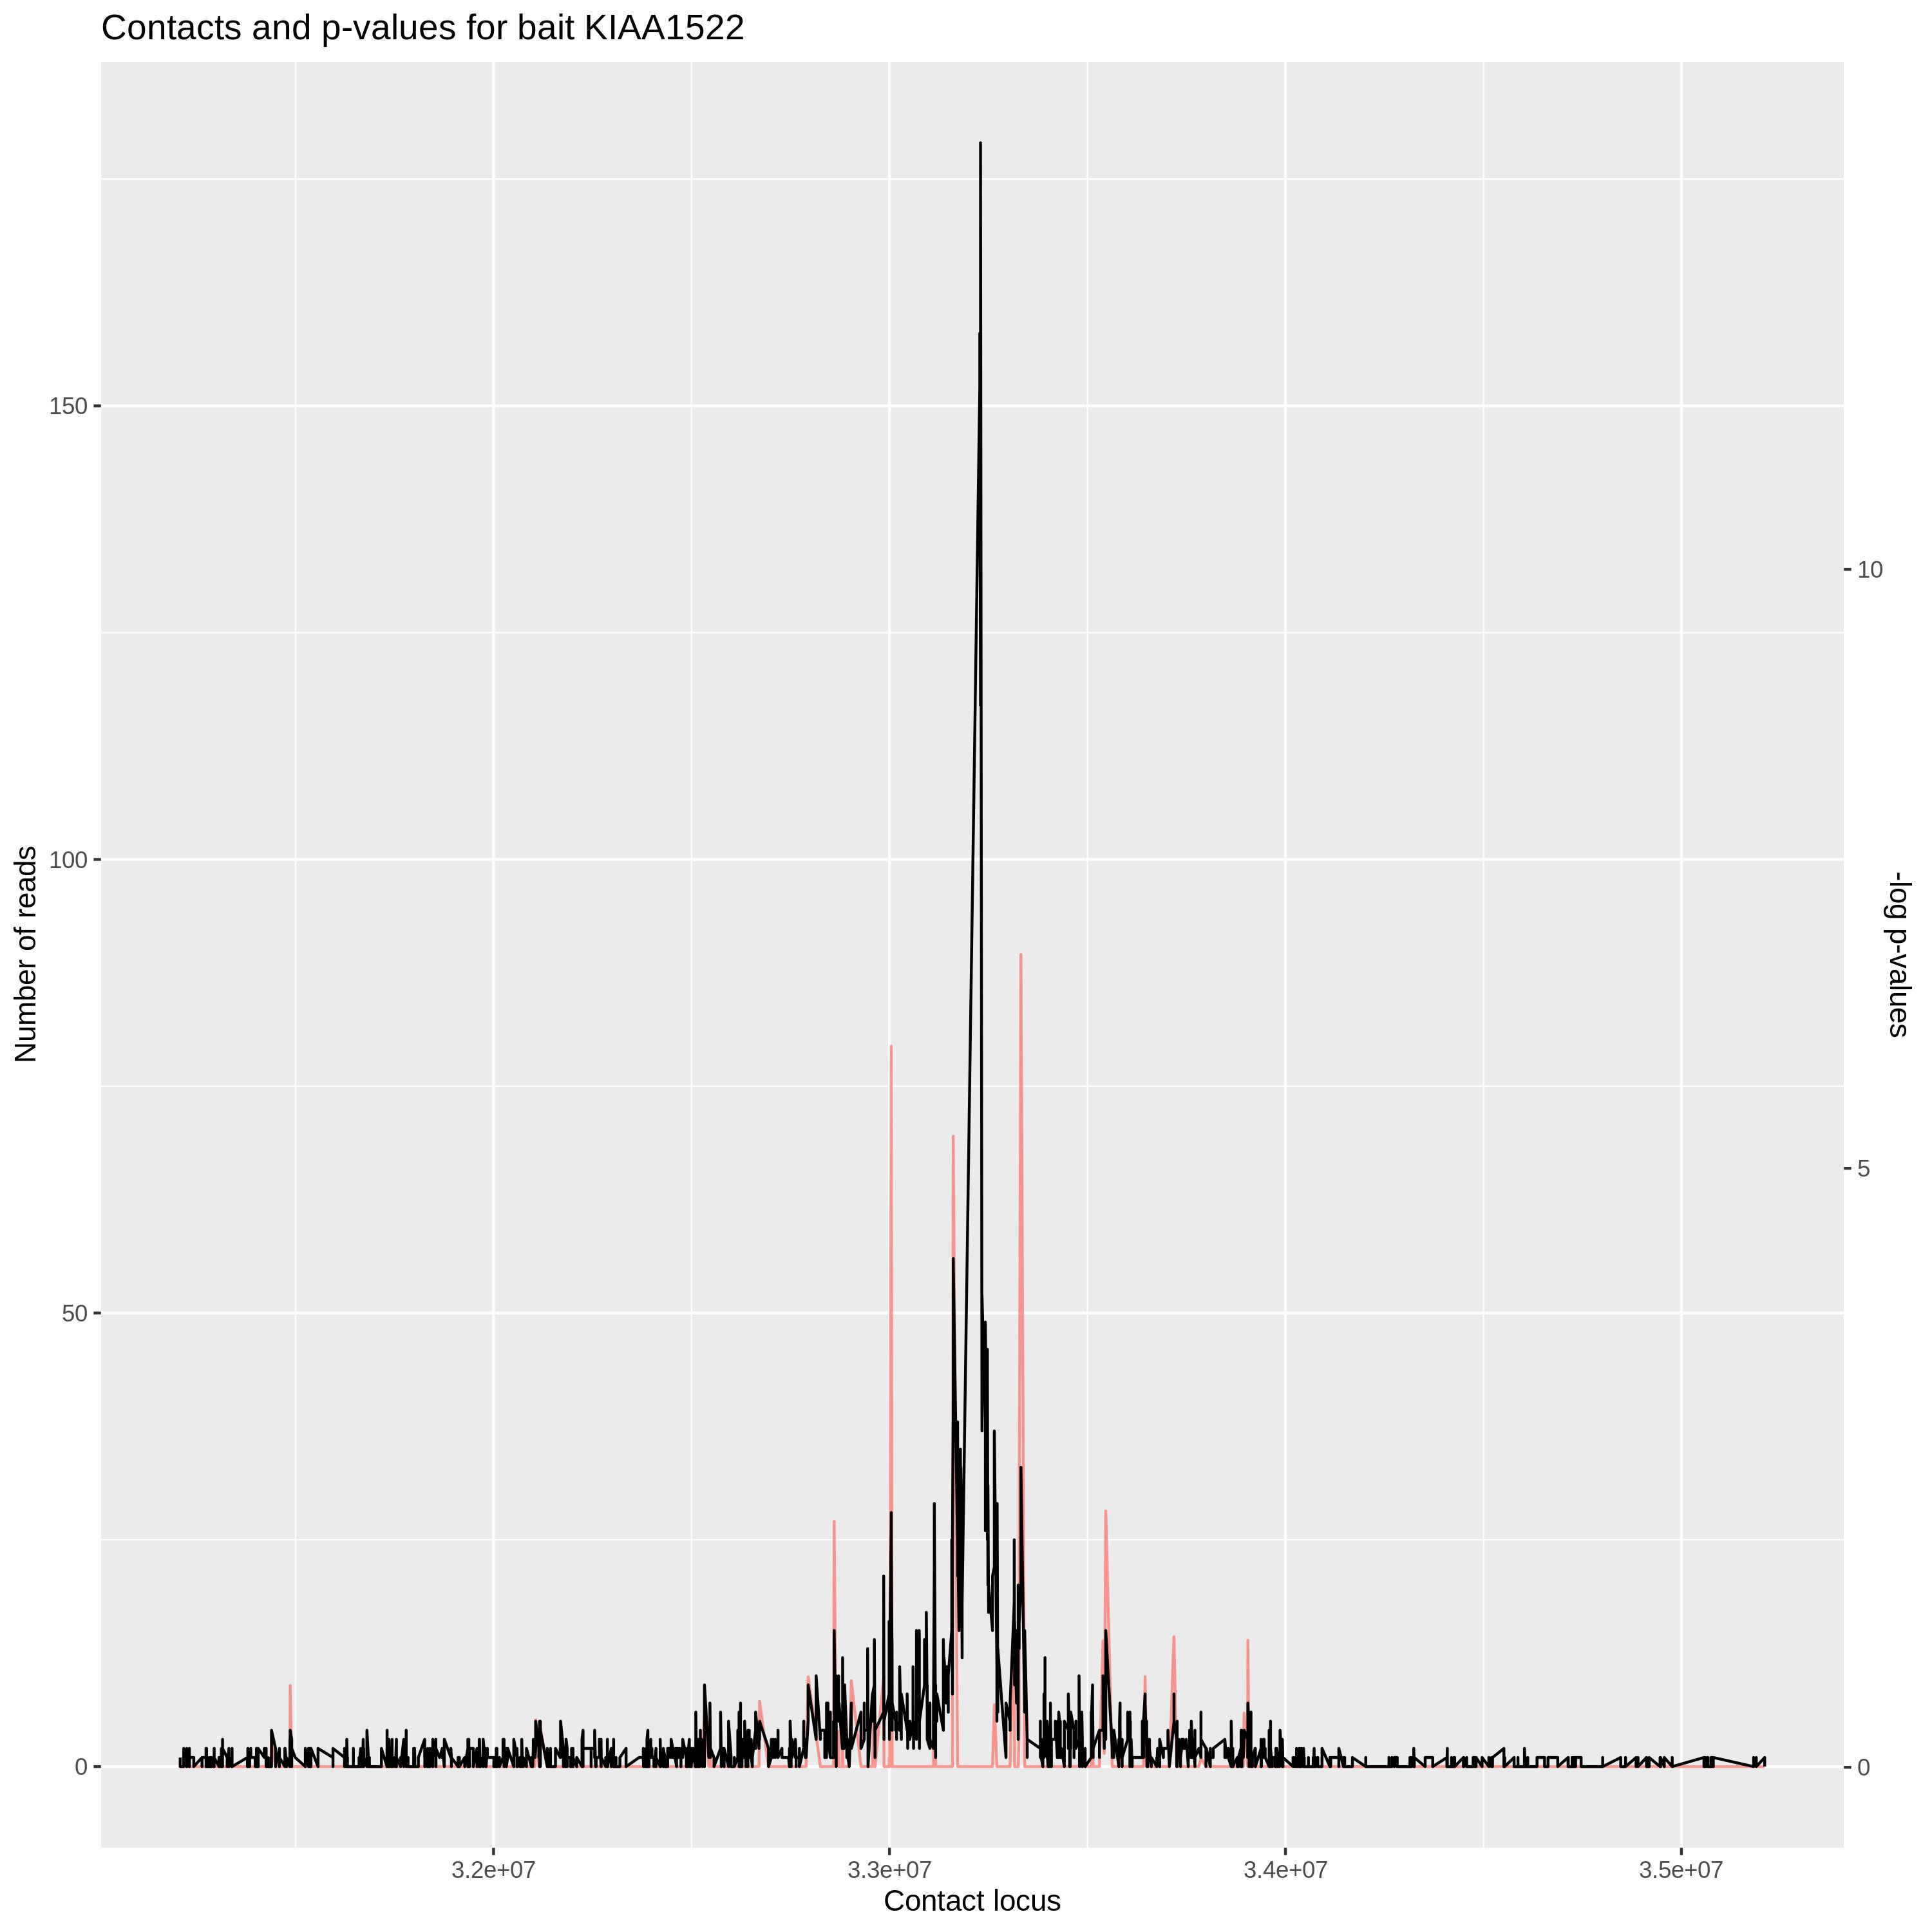 Contacts and p-values for bait KIAA1522
Number of reads
150
100
50
0
10
5
0
-log p-values
3.2e+07
3.3e+07
3.4e+07
3.5e+07
Contact locus